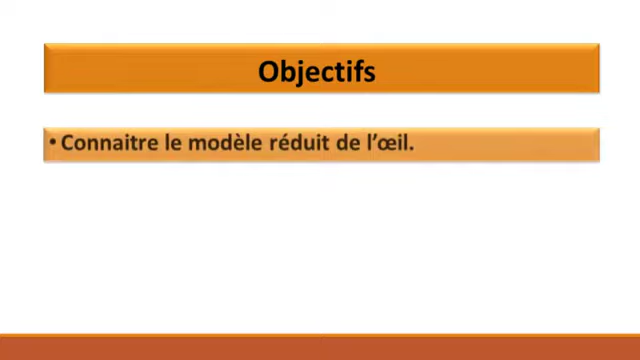 Objectifs
• Connaitre le modèle réduit de l’œil.